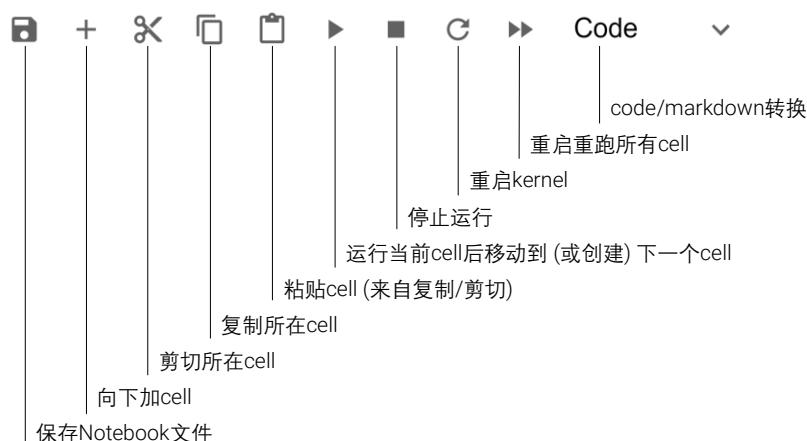 Code
code/markdown转换
重启重跑所有cell
重启kernel
停止运行
运行当前cell后移动到 (或创建) 下一个cell
粘贴cell (来自复制/剪切)
复制所在cell
剪切所在cell
向下加cell
保存Notebook文件